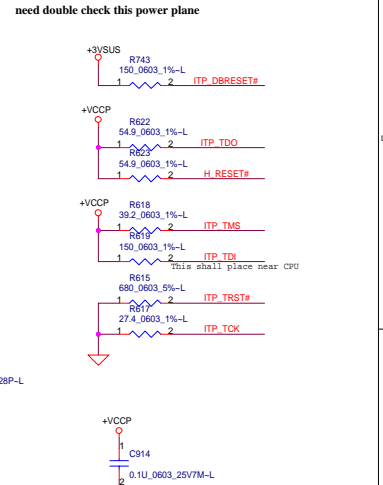 need double check this power plane
+3VSUS
R743
150_0603_1%~L
1 2 ITP_DBRESET#
+VCCP
R622
54.9_0603_1%~L
1 2 ITP_TDO
R623
54.9_0603_1%~L
1 2 H_RESET#
+VCCP
R618
39.2_0603_1%~L
1 2 ITP_TMS
R619
150_0603_1%~L
1 2 ITP_TDI
This shall place near CPU
R615
680_0603_5%~L
1 2 ITP_TRST#
R617
27.4_0603_1%~L
1 2 ITP_TCK
28P~L
+VCCP
1
C914
0.1U_0603_25V7M~L
2